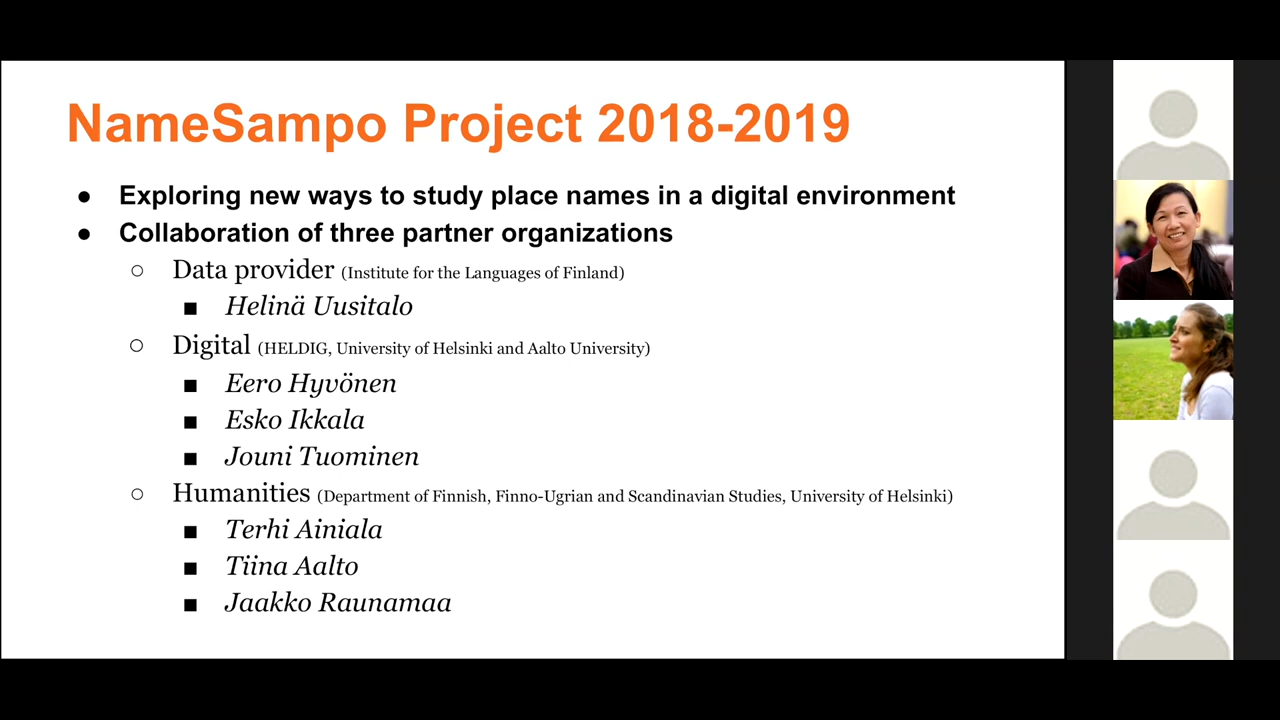 NameSampo Project 2018-2019
● Exploring new ways to study place names in a digital environment
● Collaboration of three partner organizations
○ Data provider (Institute for the Languages of Finland)
■ Helinä Uusitalo
○ Digital (HELDIG, University of Helsinki and Aalto University)
■ Eero Hyvönen
■ Esko Ikkala
■ Jouni Tuominen
○ Humanities (Department of Finnish, Finno-Ugrian and Scandinavian Studies, University of Helsinki)
■ Terhi Ainiala
■ Tiina Aalto
■ Jaakko Raunamaa